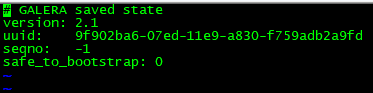 # GALERA saved state
version: 2.1
uuid:    9f902ba6-07ed-11e9-a830-f759adb2a9fd
seqno:   -1
safe_to_bootstrap: 0
~
~